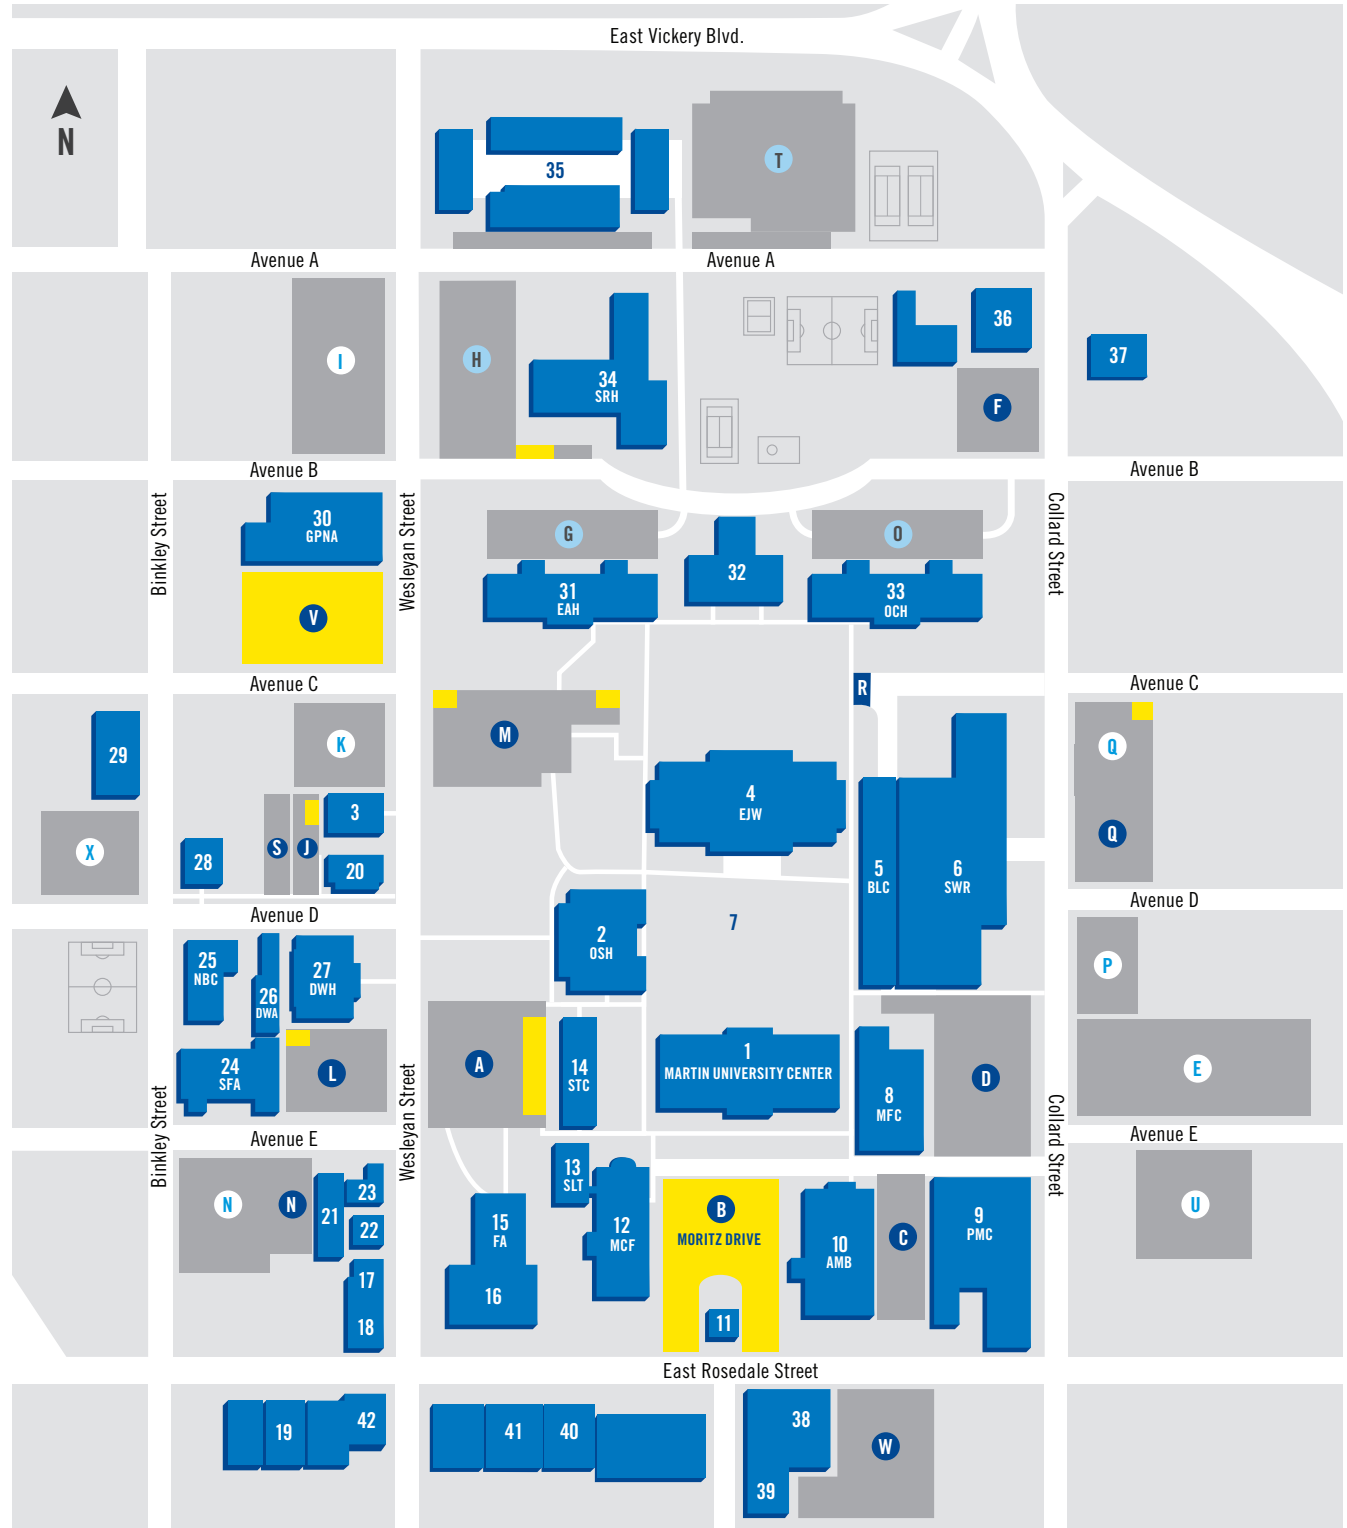 East Vickery Blvd.
N
35
T
Avenue A
Avenue A
I
H
34
SRH
36
37
F
Avenue B
Avenue B
Binkley Street
Wesleyan Street
Collard Street
30
GPNA
V
G
O
31
EAH
32
33
OCH
Avenue C
Avenue C
R
M
K
Q
29
3
4
EJW
S
J
X
28
20
5
BLC
6
SWR
Q
Avenue D
Avenue D
7
2
OSH
25
NBC
26
DWA
27
DWH
P
24
SFA
L
A
14
STC
1
MARTIN UNIVERSITY CENTER
8
MFC
D
E
Binkley Street
Wesleyan Street
Collard Street
Avenue E
Avenue E
N
N
21
23
22
13
SLT
15
FA
12
MCF
B
MORITZ DRIVE
10
AMB
C
9
PMC
U
17
18
16
11
East Rosedale Street
19
42
41
40
38
39
W